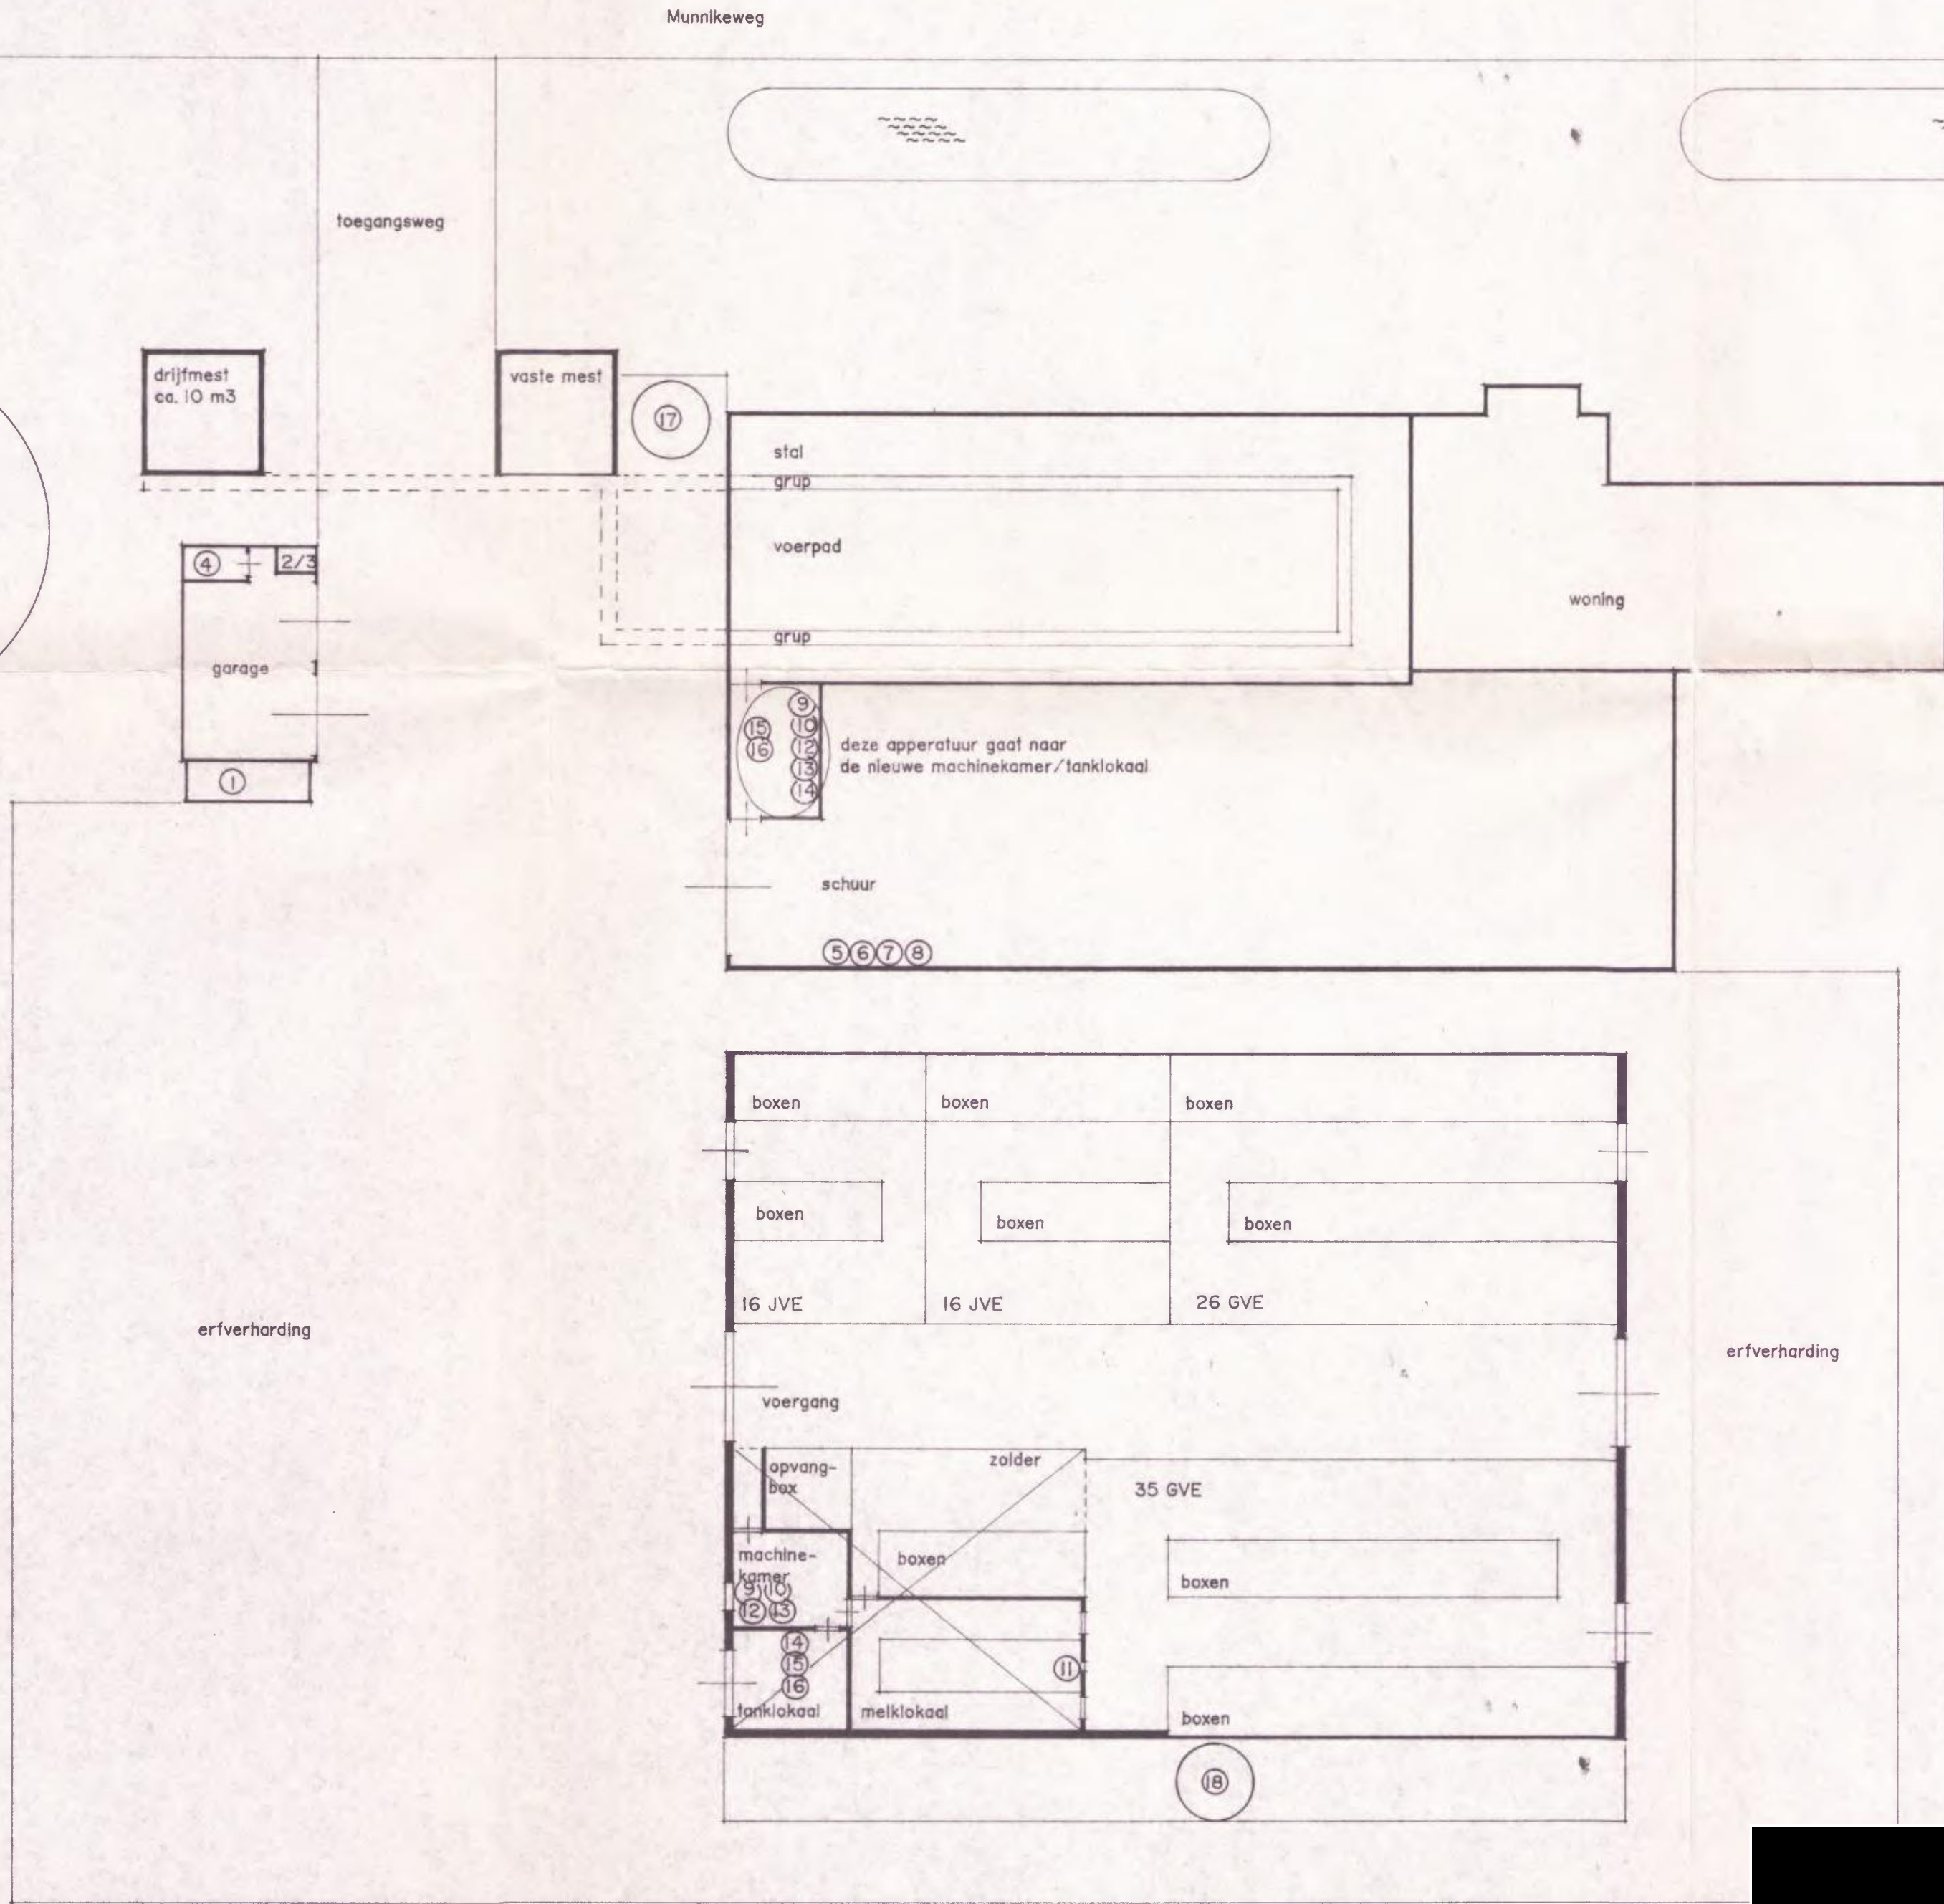 Munnikeweg
toegangsweg
drijfmest
ca. 10 m3
vaste mest
17
stal
grup
voerpad
grup
woning
4
2/3
garage
1
9
15
10
16
12
13
14
deze apperatuur gaat naar
de nieuwe machinekamer/tanklokaal
schuur
5 6 7 8
boxen
boxen
boxen
boxen
boxen
boxen
16 JVE
16 JVE
26 GVE
erfverharding
erfverharding
voergang
opvang-
box
zolder
35 GVE
machine-
kamer
9 10
12 13
boxen
boxen
14
15
16
tanklokaal
melklokaal
11
boxen
18